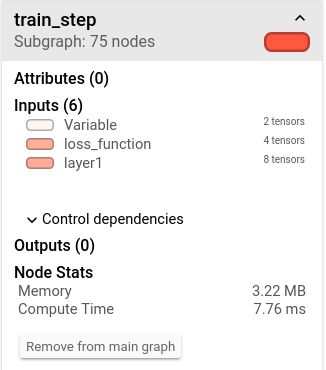 train_step
Subgraph: 75 nodes
Attributes (0)
Inputs (6)
Variable 2 tensors
loss_function 4 tensors
layer1 8 tensors
Control dependencies
Outputs (0)
Node Stats
Memory 3.22 MB
Compute Time 7.76 ms
Remove from main graph